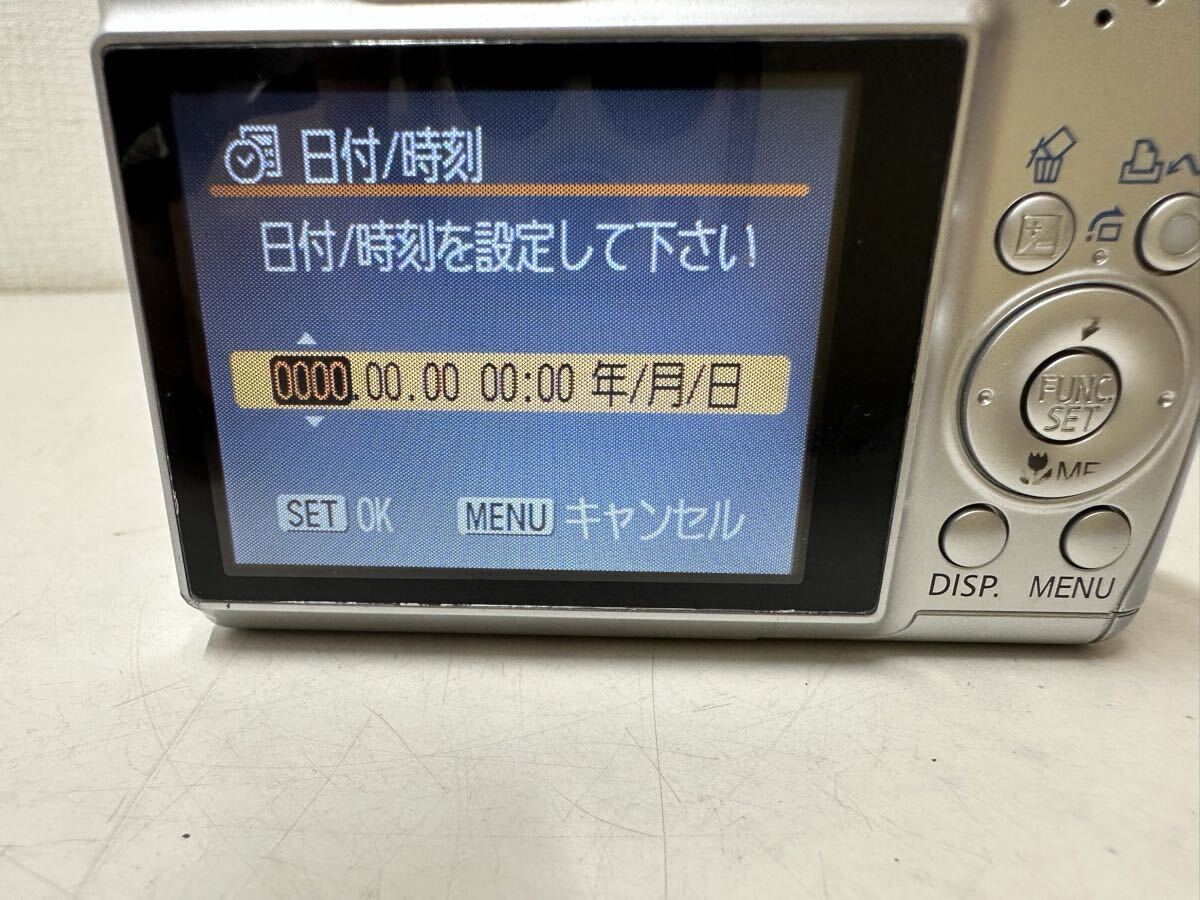 日付/時刻
日付/時刻を設定して下さい
0000.00.00 00:00 年/月/日
SET OK MENU キャンセル
FUNC.
SET
MF
DISP. MENU